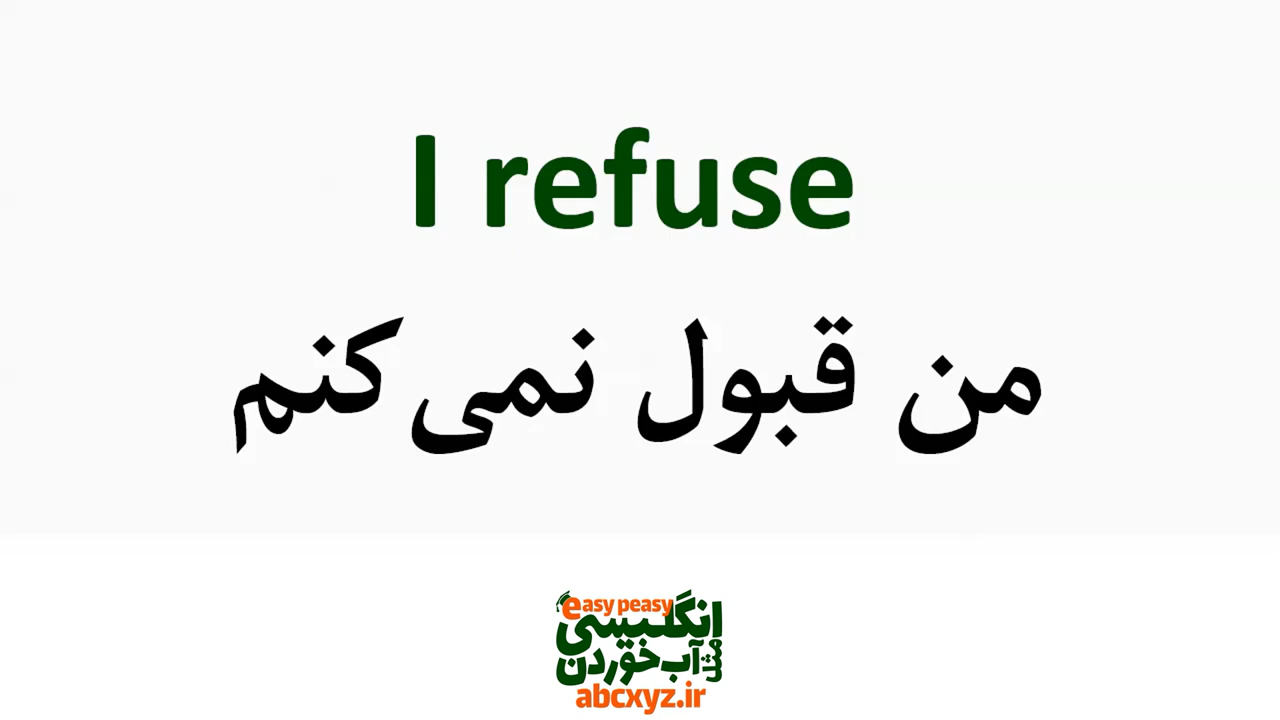 I refuse
من قبول نمی‌کنم
easy peasy
انگلیسی
مثل آب خوردن
abcxyz.ir